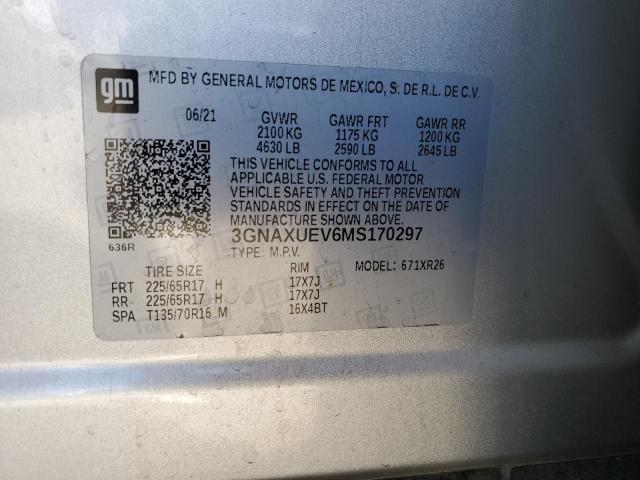 gm
MFD BY GENERAL MOTORS DE MEXICO, S. DE R.L. DE C.V.
06/21 GVWR GAWR FRT GAWR RR
2100 KG 1175 KG 1200 KG
4630 LB 2590 LB 2645 LB
THIS VEHICLE CONFORMS TO ALL
APPLICABLE U.S. FEDERAL MOTOR
VEHICLE SAFETY AND THEFT PREVENTION
STANDARDS IN EFFECT ON THE DATE OF
MANUFACTURE SHOWN ABOVE.
636R 3GNAXUEV6MS170297
TYPE: M.P.V.
TIRE SIZE RIM MODEL: 671XR26
FRT 225/65R17 H 17X7J
RR 225/65R17 H 17X7J
SPA T135/70R16 M 16X4BT